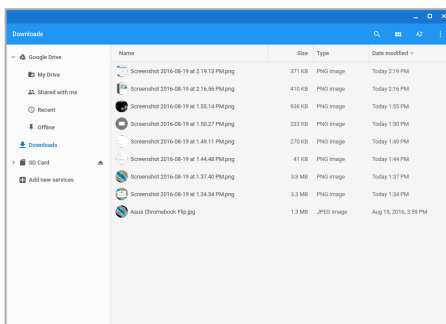 Downloads
Google Drive
My Drive
Shared with me
Recent
Offline
Downloads
SD Card
Add new services
Name Size Type Date modified
Screenshot 2016-08-19 at 2.19.13 PM.png 371 KB PNG image Today 2:19 PM
Screenshot 2016-08-19 at 2.16.56 PM.png 410 KB PNG image Today 2:16 PM
Screenshot 2016-08-19 at 1.55.14 PM.png 936 KB PNG image Today 1:55 PM
Screenshot 2016-08-19 at 1.50.27 PM.png 233 KB PNG image Today 1:50 PM
Screenshot 2016-08-19 at 1.49.11 PM.png 270 KB PNG image Today 1:49 PM
Screenshot 2016-08-19 at 1.44.48 PM.png 41 KB PNG image Today 1:44 PM
Screenshot 2016-08-19 at 1.37.40 PM.png 3.8 MB PNG image Today 1:37 PM
Screenshot 2016-08-19 at 1.34.54 PM.png 3.3 MB PNG image Today 1:34 PM
Asus Chromebook Flip.jpg 1.3 MB JPEG image Aug 15, 2016, 3:59 PM